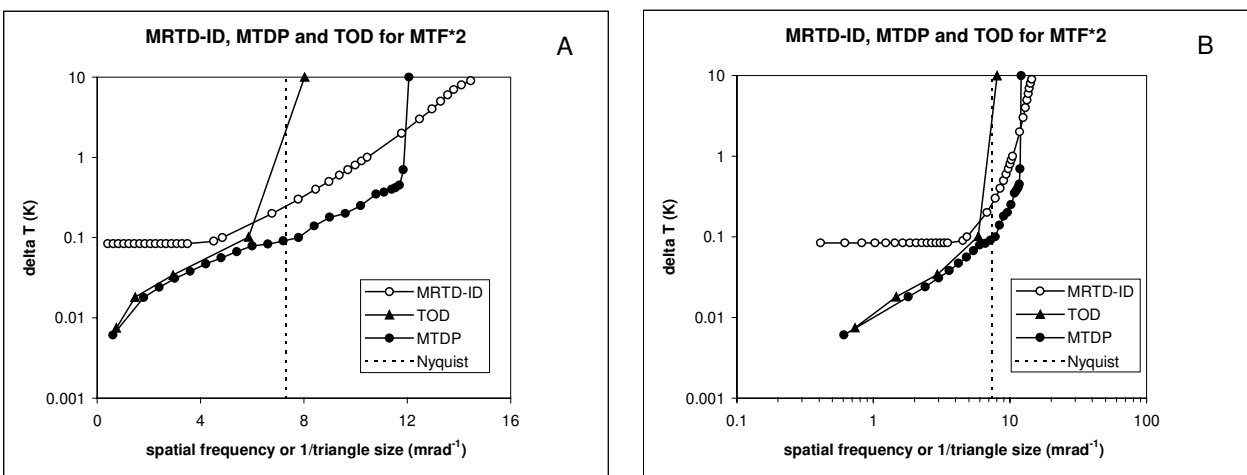 MRTD-ID, MTDP and TOD for MTF*2
A
delta T (K)
10
1
0.1
0.01
0.001
0
4
8
12
16
spatial frequency or 1/triangle size (mrad⁻¹)
MRTD-ID
TOD
MTDP
Nyquist
MRTD-ID, MTDP and TOD for MTF*2
B
delta T (K)
10
1
0.1
0.01
0.001
0.1
1
10
100
spatial frequency or 1/triangle size (mrad⁻¹)
MRTD-ID
TOD
MTDP
Nyquist